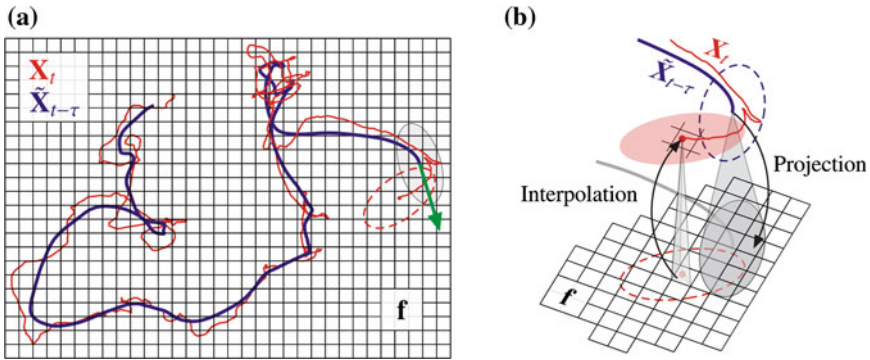 (a)
X_t
X̃_{t−τ}
f
(b)
X_t
X̃_{t−τ}
Projection
Interpolation
f